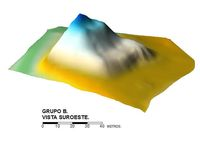 GRUPO B.
VISTA SUROESTE.
0 10 20 30 40 METROS